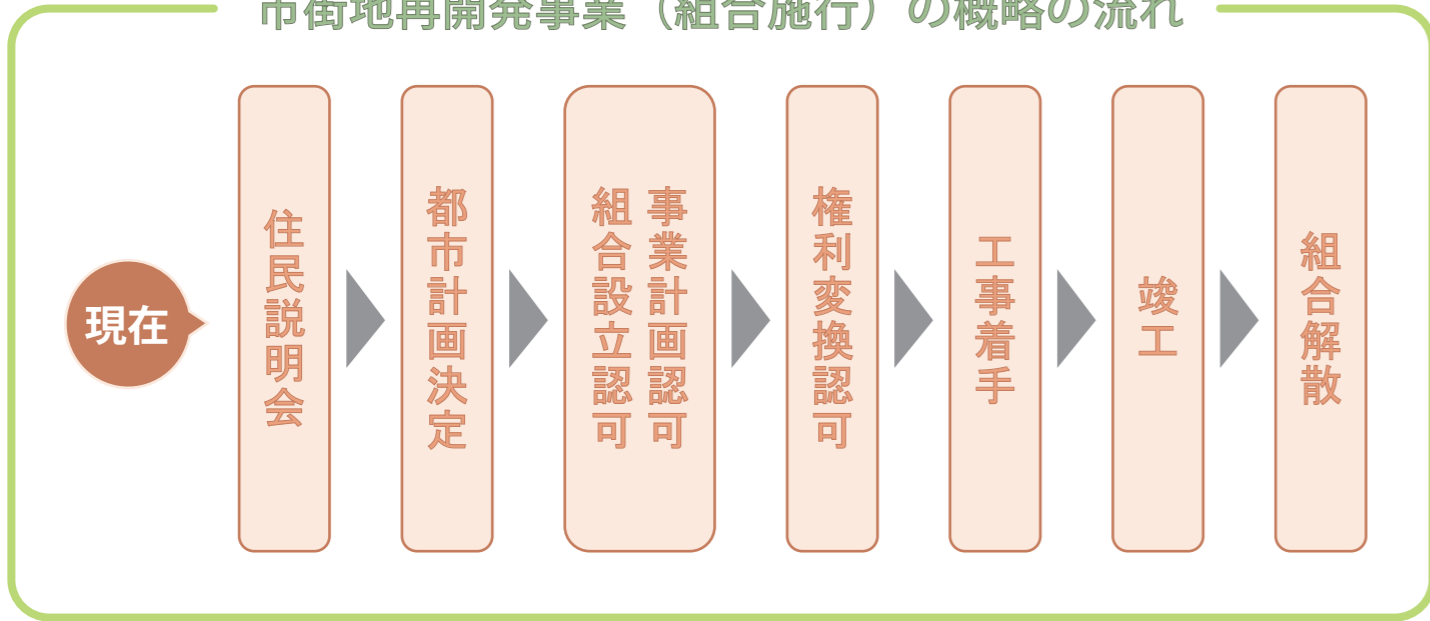 市街地再開発事業（組合施行）の概略の流れ
現在
住民説明会
都市計画決定
事業計画認可
組合設立認可
権利変換認可
工事着手
竣工
組合解散